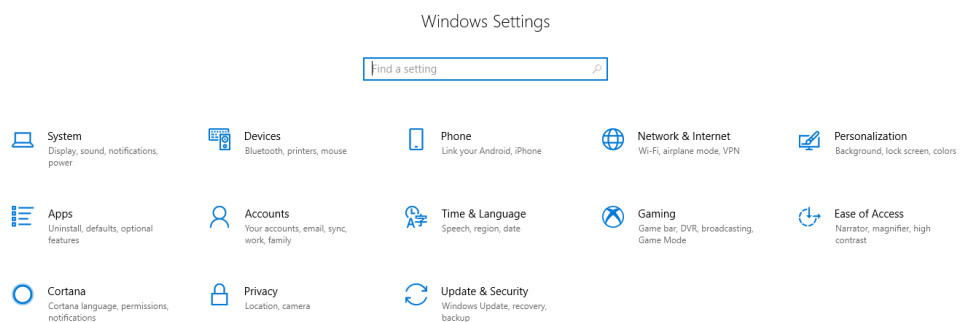 Windows Settings
Find a setting
System
Display, sound, notifications,
power
Devices
Bluetooth, printers, mouse
Phone
Link your Android, iPhone
Network & Internet
Wi-Fi, airplane mode, VPN
Personalization
Background, lock screen, colors
Apps
Uninstall, defaults, optional
features
Accounts
Your accounts, email, sync,
work, family
Time & Language
Speech, region, date
Gaming
Game bar, DVR, broadcasting,
Game Mode
Ease of Access
Narrator, magnifier, high
contrast
Cortana
Cortana language, permissions,
notifications
Privacy
Location, camera
Update & Security
Windows Update, recovery,
backup